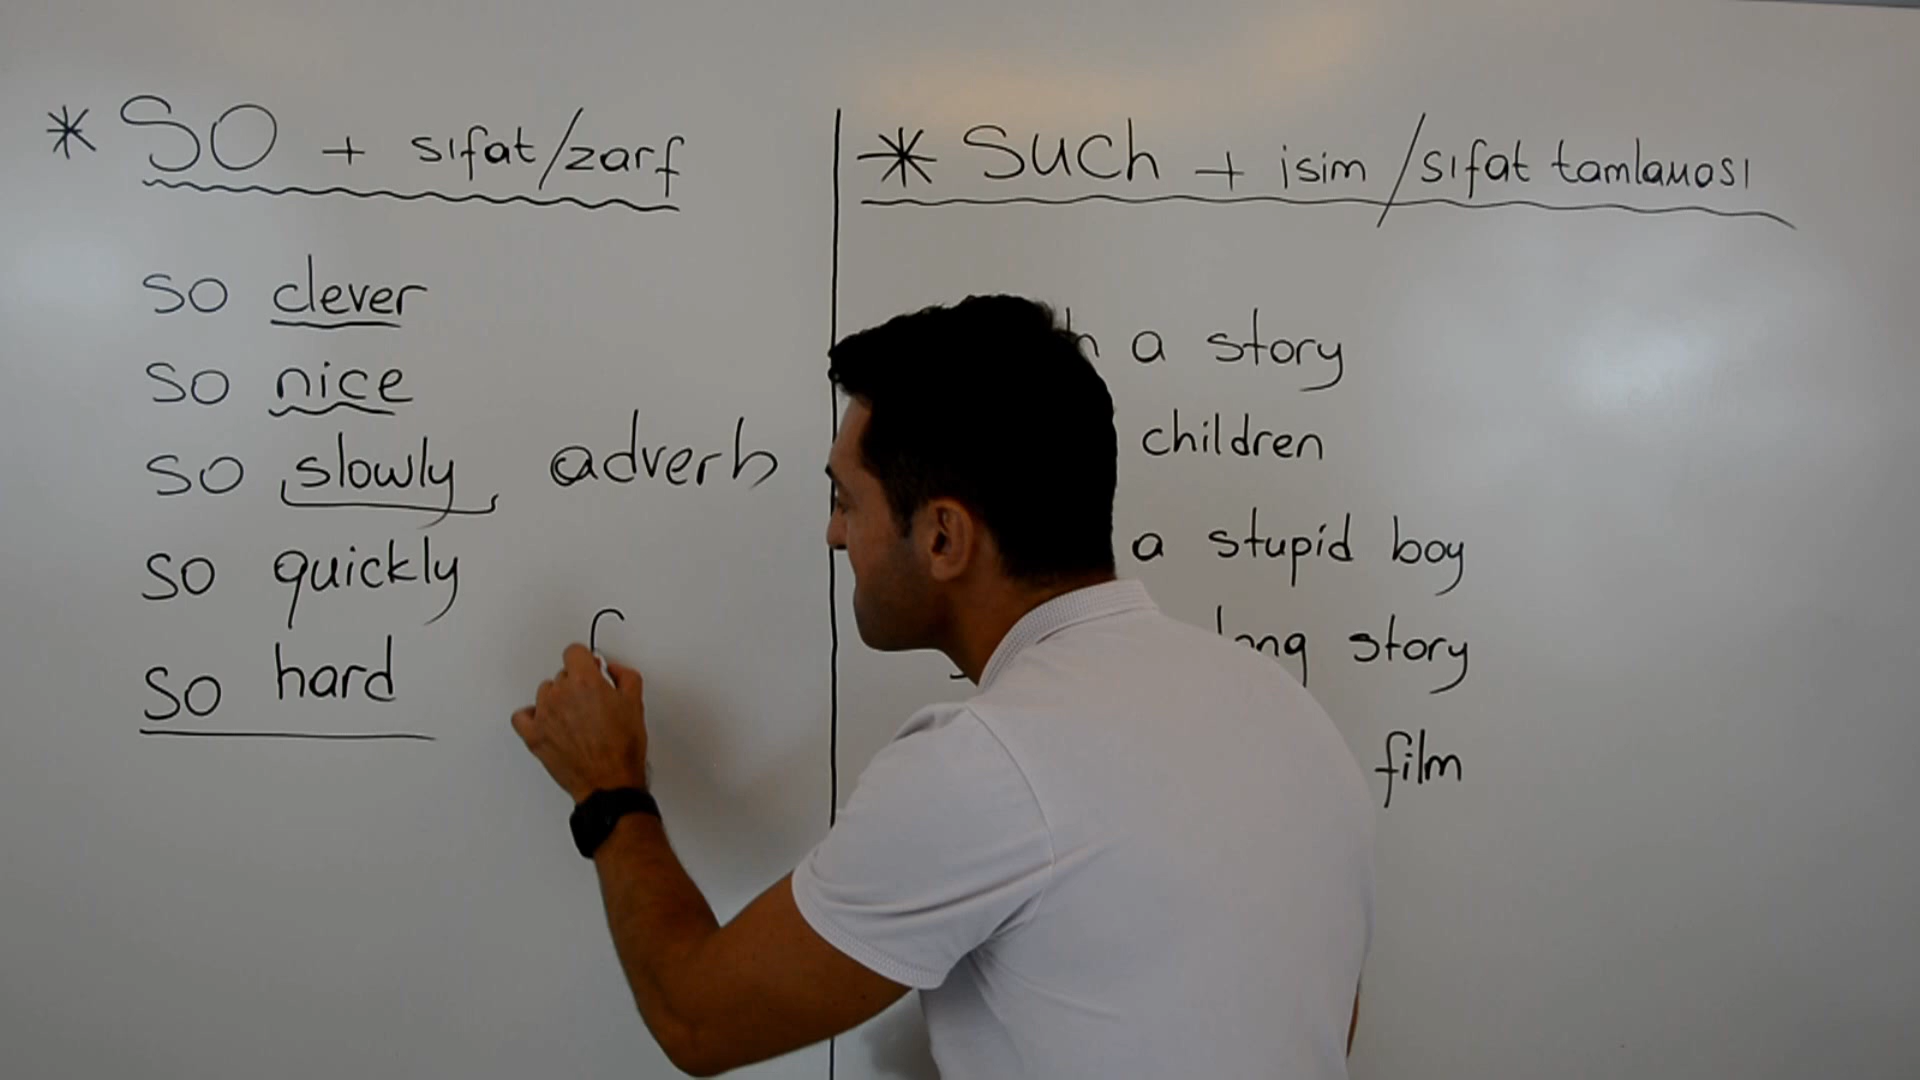 * SO + sıfat/zarf
so clever
so nice
so slowly, adverb
so quickly
so hard
* Such + isim / sıfat tamlaması
a story
children
a stupid boy
story
film